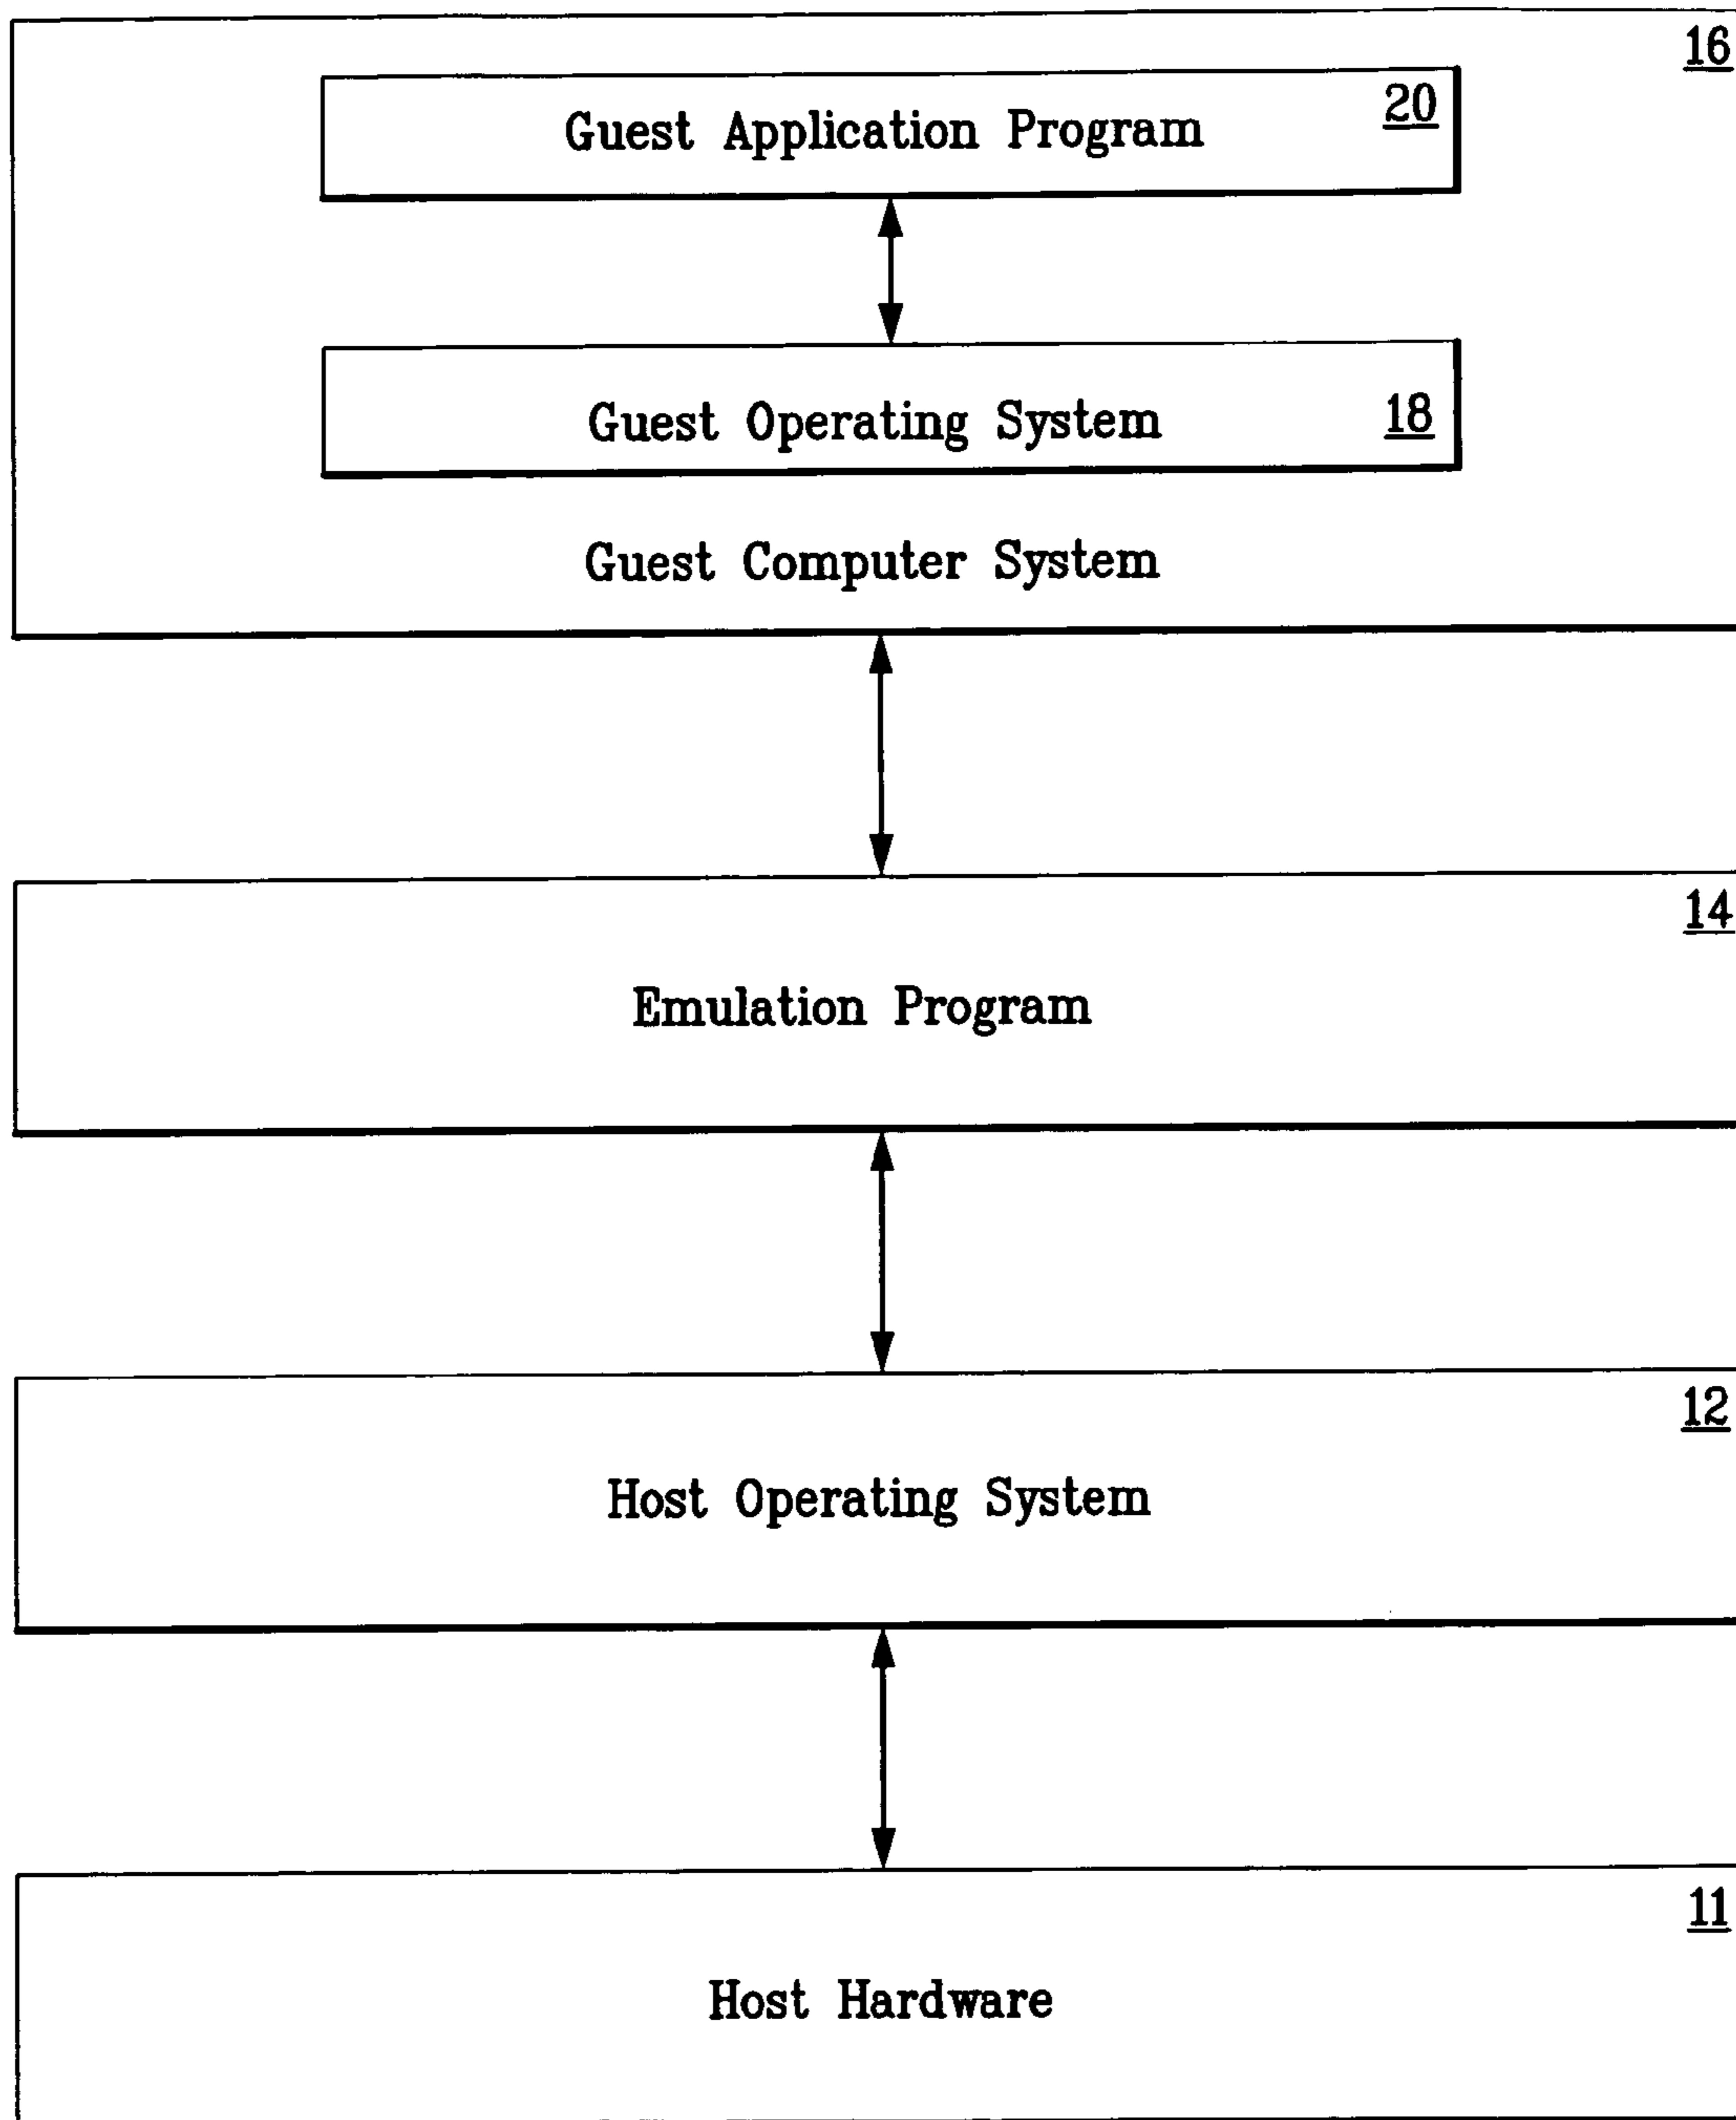 16
20
Guest Application Program
Guest Operating System
18
Guest Computer System
14
Emulation Program
12
Host Operating System
11
Host Hardware